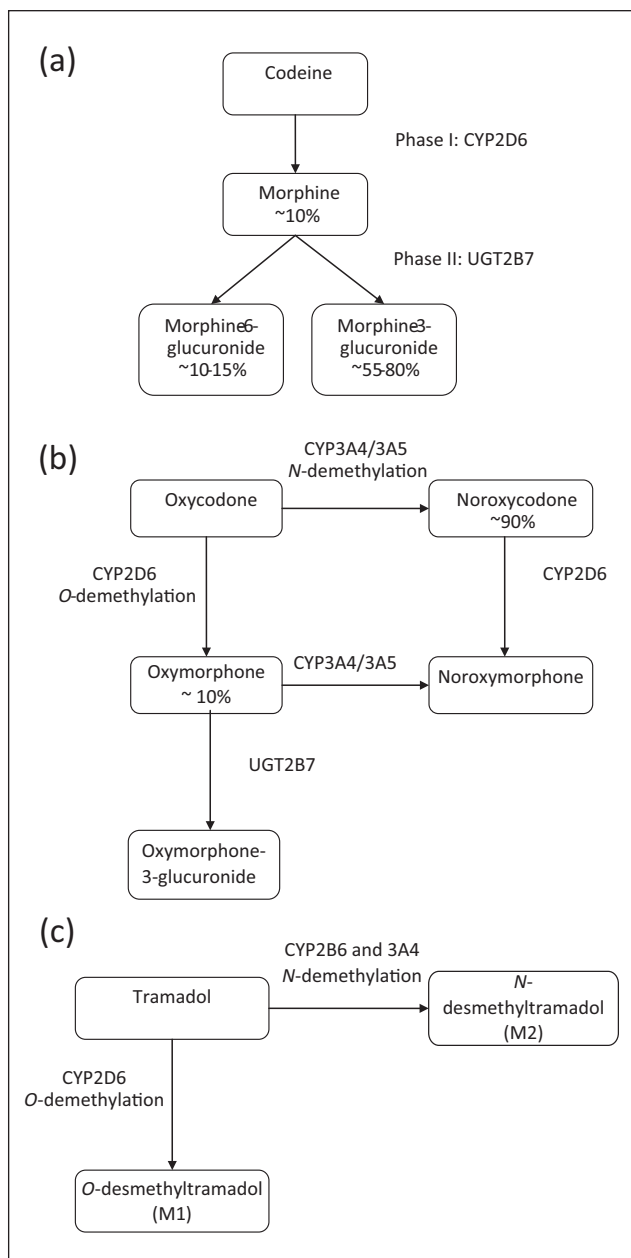 (a)
Codeine
Phase I: CYP2D6
Morphine
~10%
Phase II: UGT2B7
Morphine6-
glucuronide
~10-15%
Morphine3-
glucuronide
~55-80%
(b)
CYP3A4/3A5
N-demethylation
Oxycodone
Noroxycodone
~90%
CYP2D6
O-demethylation
CYP2D6
Oxymorphone
~ 10%
CYP3A4/3A5
Noroxymorphone
UGT2B7
Oxymorphone-
3-glucuronide
(c)
CYP2B6 and 3A4
N-demethylation
Tramadol
N-
desmethyltramadol
(M2)
CYP2D6
O-demethylation
O-desmethyltramadol
(M1)